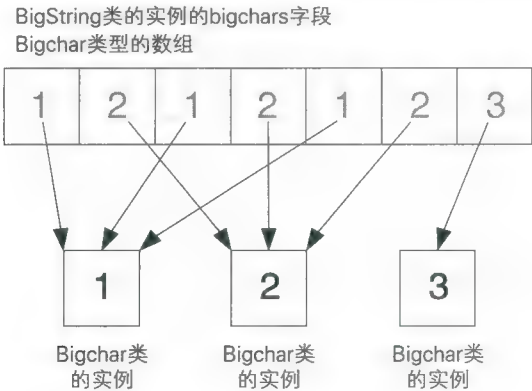 BigString类的实例的bigchars字段
Bigchar类型的数组
1 2 1 2 1 2 3
1 2 3
Bigchar类 Bigchar类 Bigchar类
的实例 的实例 的实例